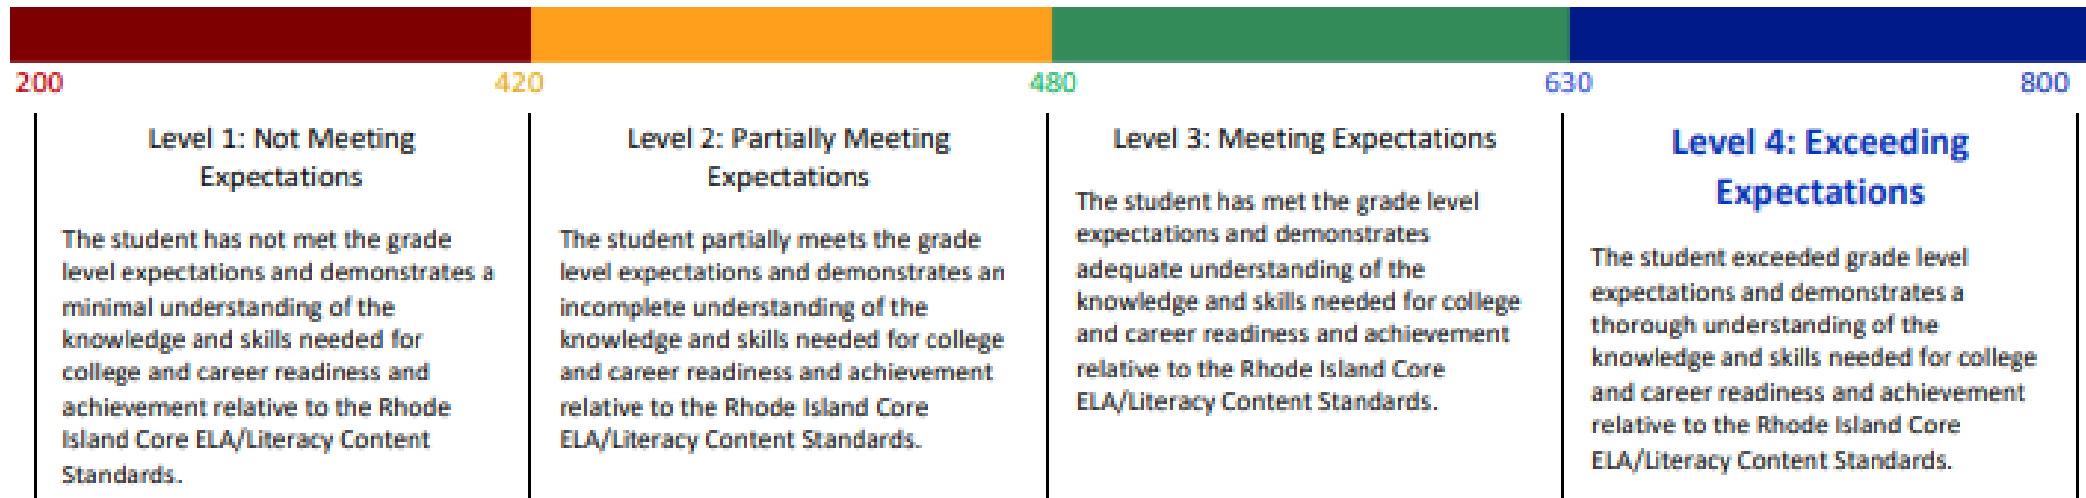 200 420 480 630 800
Level 1: Not Meeting
Expectations
The student has not met the grade
level expectations and demonstrates a
minimal understanding of the
knowledge and skills needed for
college and career readiness and
achievement relative to the Rhode
Island Core ELA/Literacy Content
Standards.
Level 2: Partially Meeting
Expectations
The student partially meets the grade
level expectations and demonstrates an
incomplete understanding of the
knowledge and skills needed for college
and career readiness and achievement
relative to the Rhode Island Core
ELA/Literacy Content Standards.
Level 3: Meeting Expectations
The student has met the grade level
expectations and demonstrates
adequate understanding of the
knowledge and skills needed for college
and career readiness and achievement
relative to the Rhode Island Core
ELA/Literacy Content Standards.
Level 4: Exceeding
Expectations
The student exceeded grade level
expectations and demonstrates a
thorough understanding of the
knowledge and skills needed for college
and career readiness and achievement
relative to the Rhode Island Core
ELA/Literacy Content Standards.